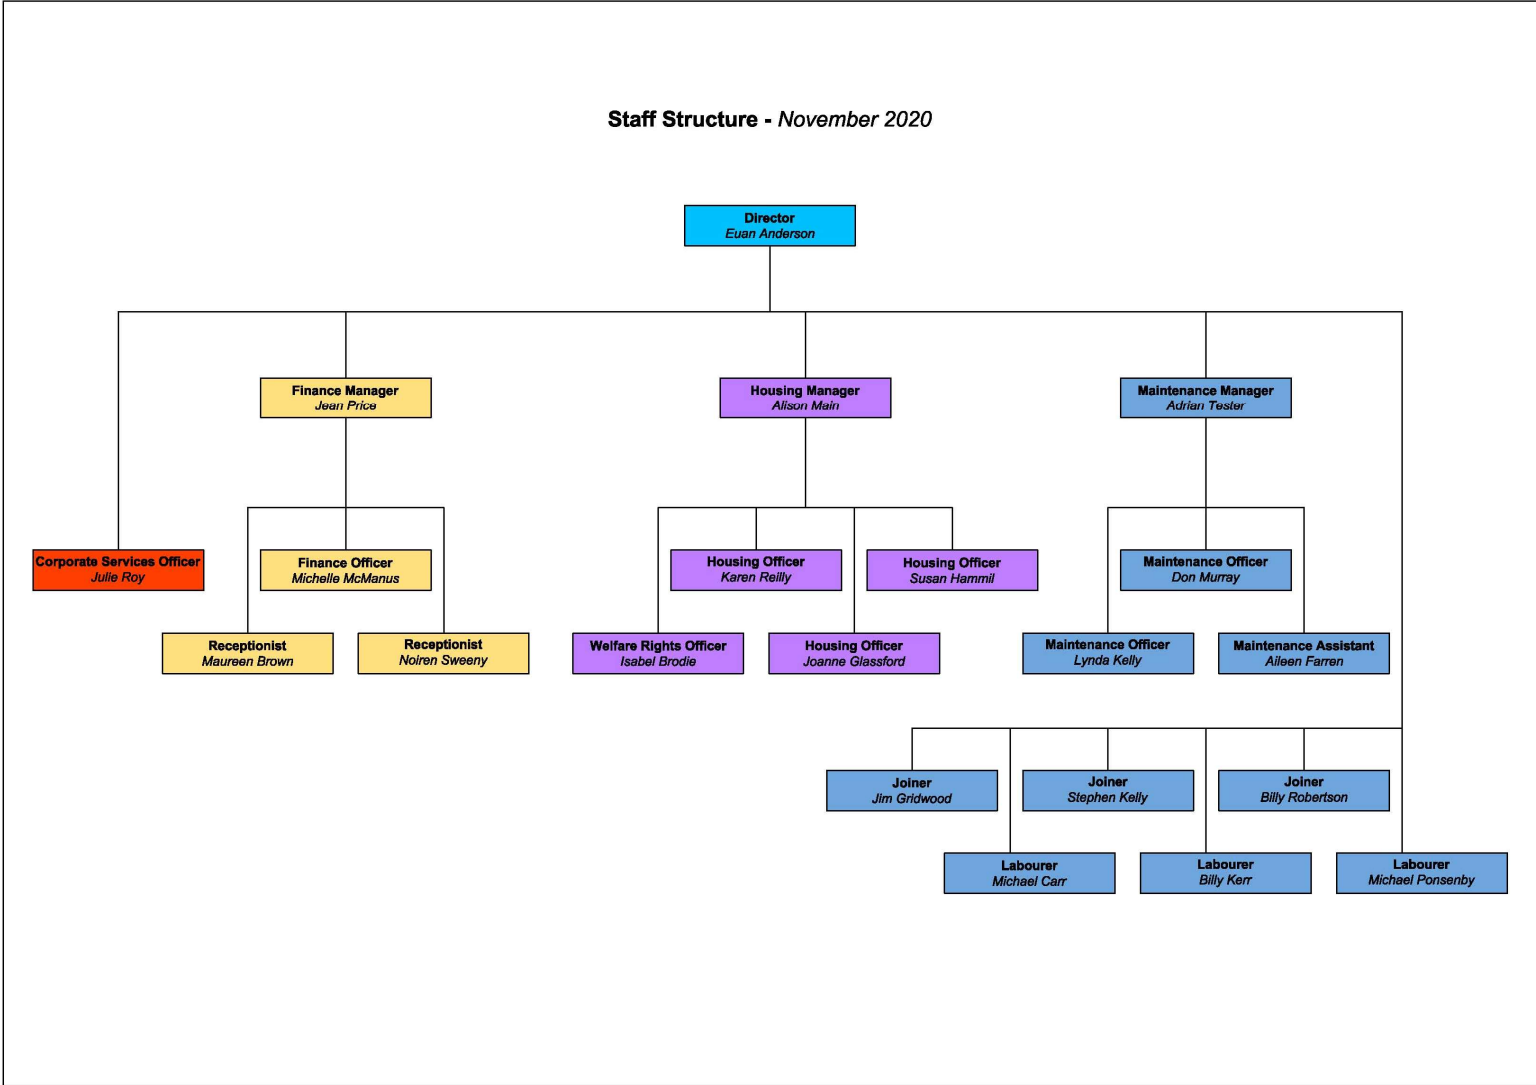 Staff Structure - November 2020
Director
Euan Anderson
Finance Manager
Jean Price
Housing Manager
Alison Main
Maintenance Manager
Adrian Tester
Corporate Services Officer
Julie Roy
Finance Officer
Michelle McManus
Housing Officer
Karen Reilly
Housing Officer
Susan Hammil
Maintenance Officer
Don Murray
Receptionist
Maureen Brown
Receptionist
Noiren Sweeny
Welfare Rights Officer
Isabel Brodie
Housing Officer
Joanne Glassford
Maintenance Officer
Lynda Kelly
Maintenance Assistant
Aileen Farren
Joiner
Jim Gridwood
Joiner
Stephen Kelly
Joiner
Billy Robertson
Labourer
Michael Carr
Labourer
Billy Kerr
Labourer
Michael Ponsenby